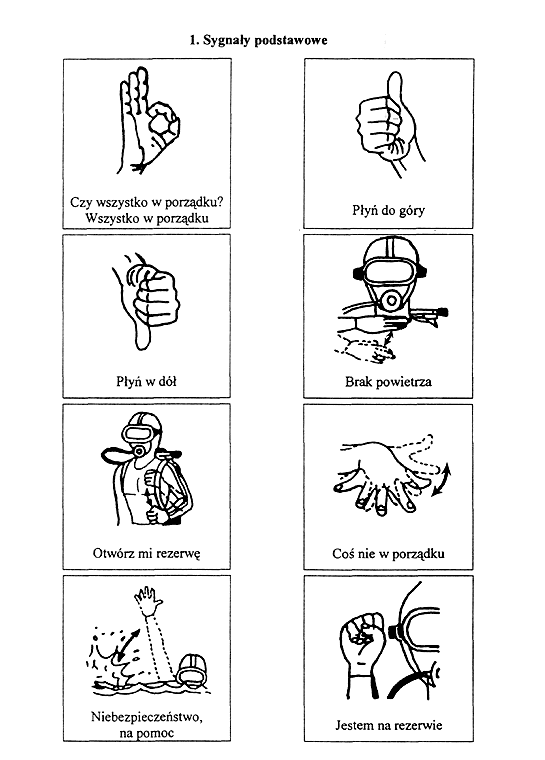 1. Sygnały podstawowe
Czy wszystko w porządku?
Wszystko w porządku
Płyń do góry
Płyń w dół
Brak powietrza
Otwórz mi rezerwę
Coś nie w porządku
Niebezpieczeństwo,
na pomoc
Jestem na rezerwie